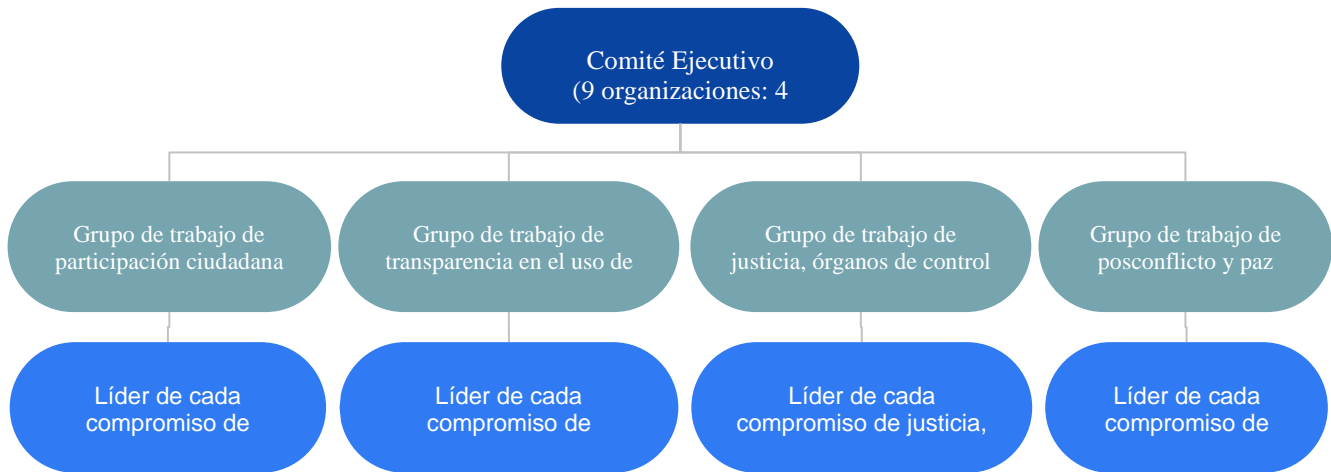 Comité Ejecutivo
(9 organizaciones: 4
Grupo de trabajo de
participación ciudadana
Grupo de trabajo de
transparencia en el uso de
Grupo de trabajo de
justicia, órganos de control
Grupo de trabajo de
posconflicto y paz
Líder de cada
compromiso de
Líder de cada
compromiso de
Líder de cada
compromiso de justicia,
Líder de cada
compromiso de